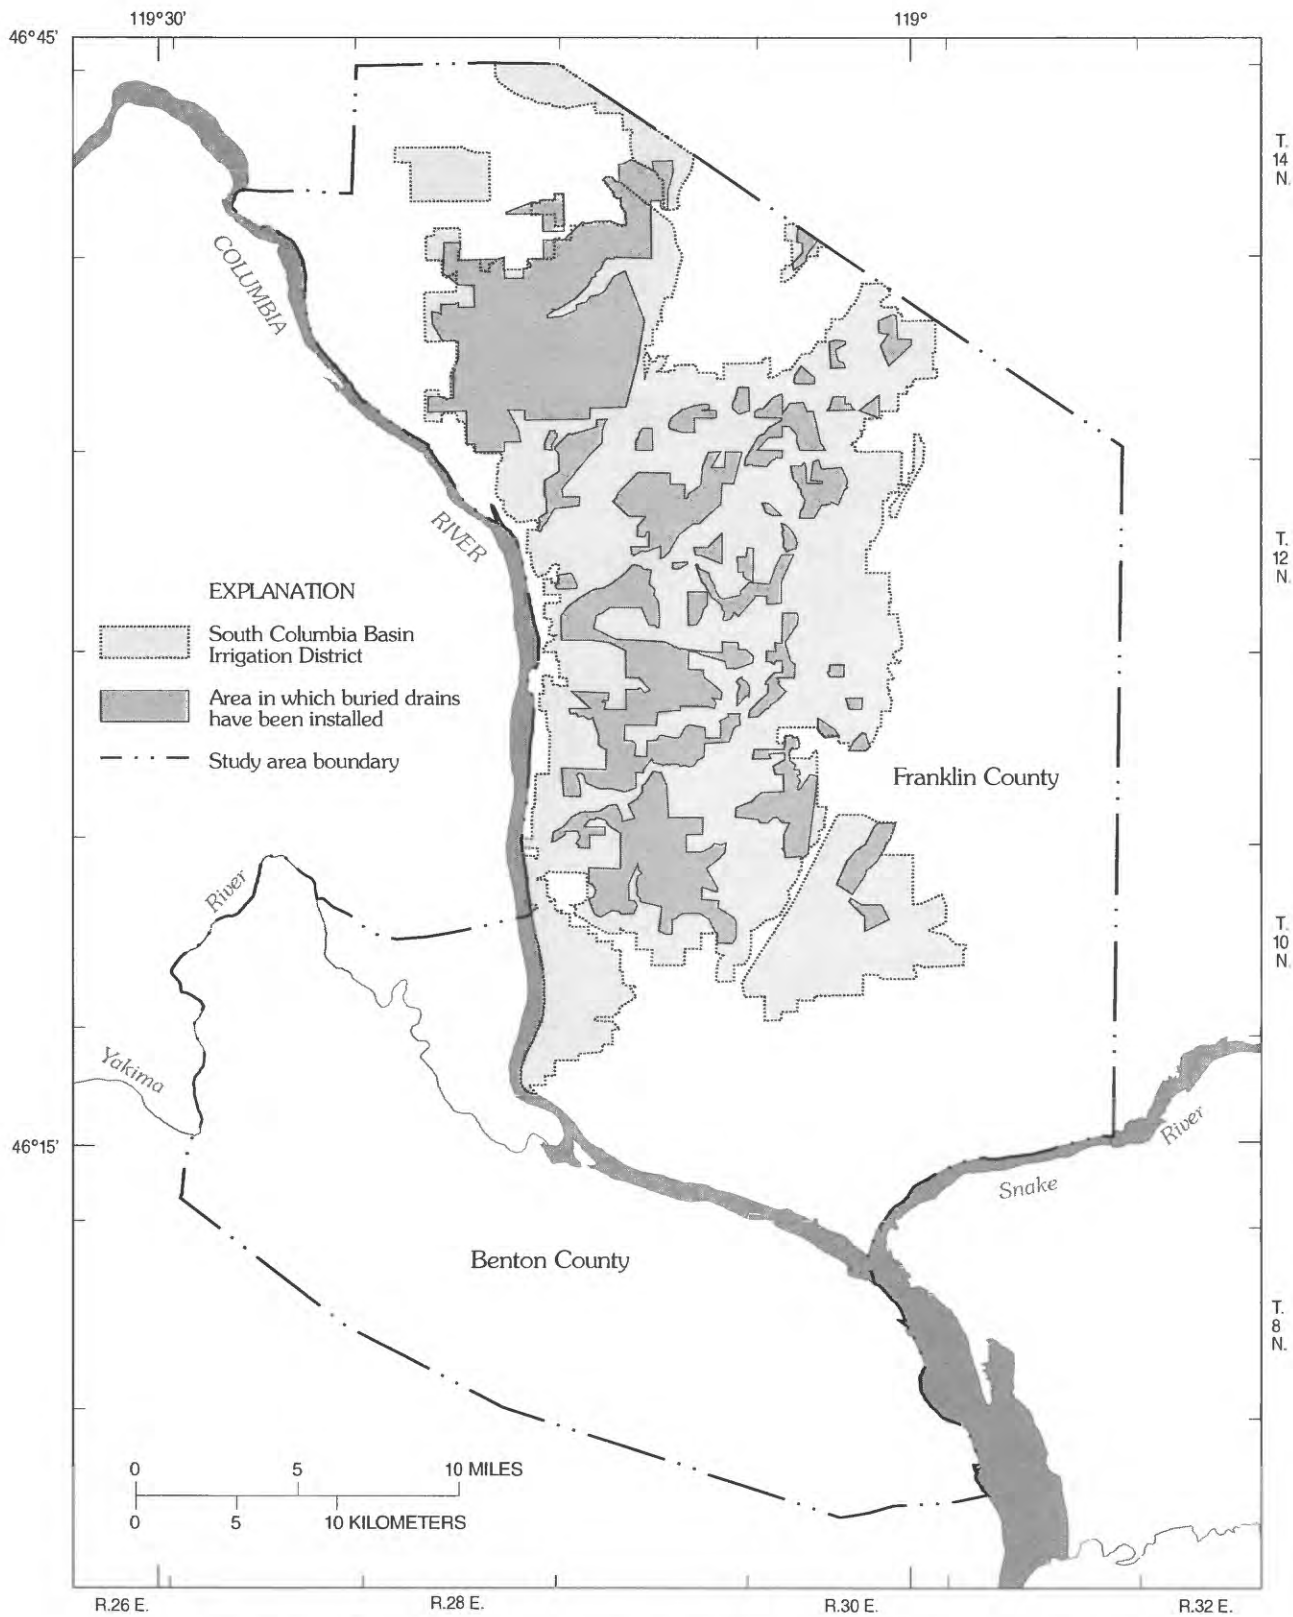 119°30'
119°
46°45'
T.
14
N.
COLUMBIA
RIVER
T.
12
N.
EXPLANATION
South Columbia Basin
Irrigation District
Area in which buried drains
have been installed
Study area boundary
Franklin County
River
T.
10
N.
Yakima
46°15'
River
Snake
Benton County
T.
8
N.
0 5 10 MILES
0 5 10 KILOMETERS
R.26 E. R.28 E. R.30 E. R.32 E.